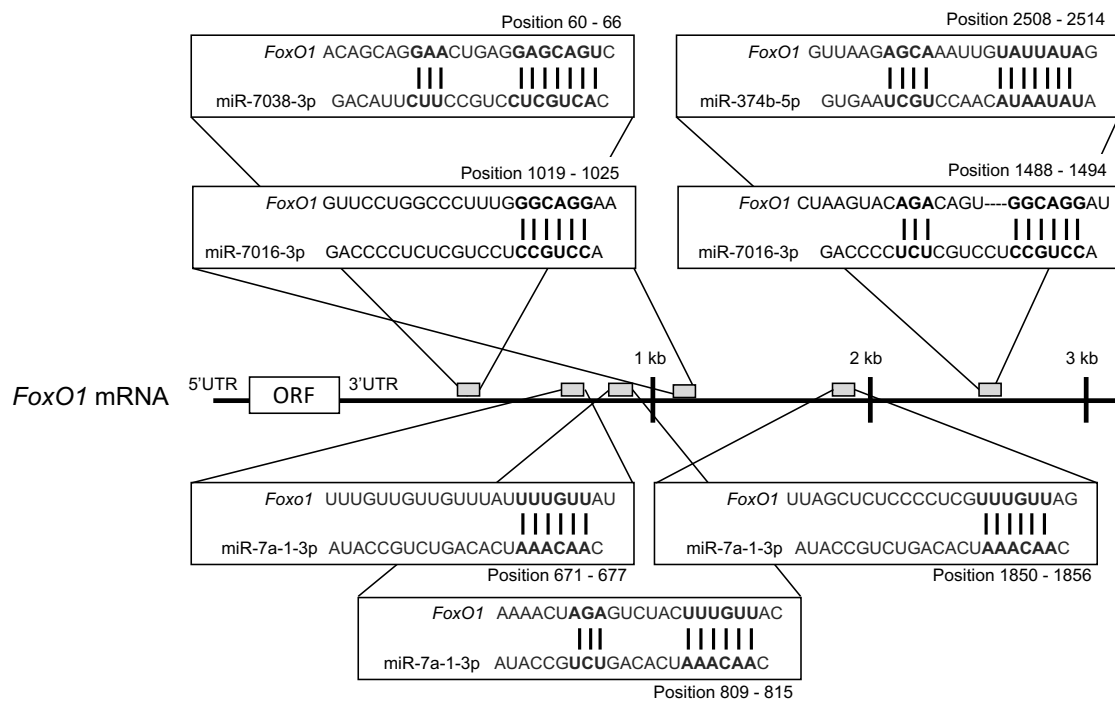 Position 60 - 66
FoxO1 ACAGCAGGAACUGAGGAGCAGUC
miR-7038-3p GACAUUCUUCCGUCCUCGUCAC
Position 2508 - 2514
FoxO1 GUUAAGAGCAAAUUGUAUUAUAG
miR-374b-5p GUGAAUCGUCCAACAUAAUAUA
Position 1019 - 1025
FoxO1 GUUCCUGGCCCUUUGGGCAGGAA
miR-7016-3p GACCCCUCUCGUCCUCCGUCCA
Position 1488 - 1494
FoxO1 CUAAGUACAGACAGU----GGCAGGAU
miR-7016-3p GACCCCUCUCGUCCUCCGUCCA
1 kb
2 kb
3 kb
FoxO1 mRNA
5'UTR
ORF
3'UTR
Foxo1 UUUGUUGUUGUUUAUUUUGUUAU
miR-7a-1-3p AUACCGUCUGACACUAAACAAC
Position 671 - 677
FoxO1 UUAGCUCUCCCCUCGUUUGUUAG
miR-7a-1-3p AUACCGUCUGACACUAAACAAC
Position 1850 - 1856
FoxO1 AAAACUAGAGUCUACUUUGUUAC
miR-7a-1-3p AUACCGUCUGACACUAAACAAC
Position 809 - 815